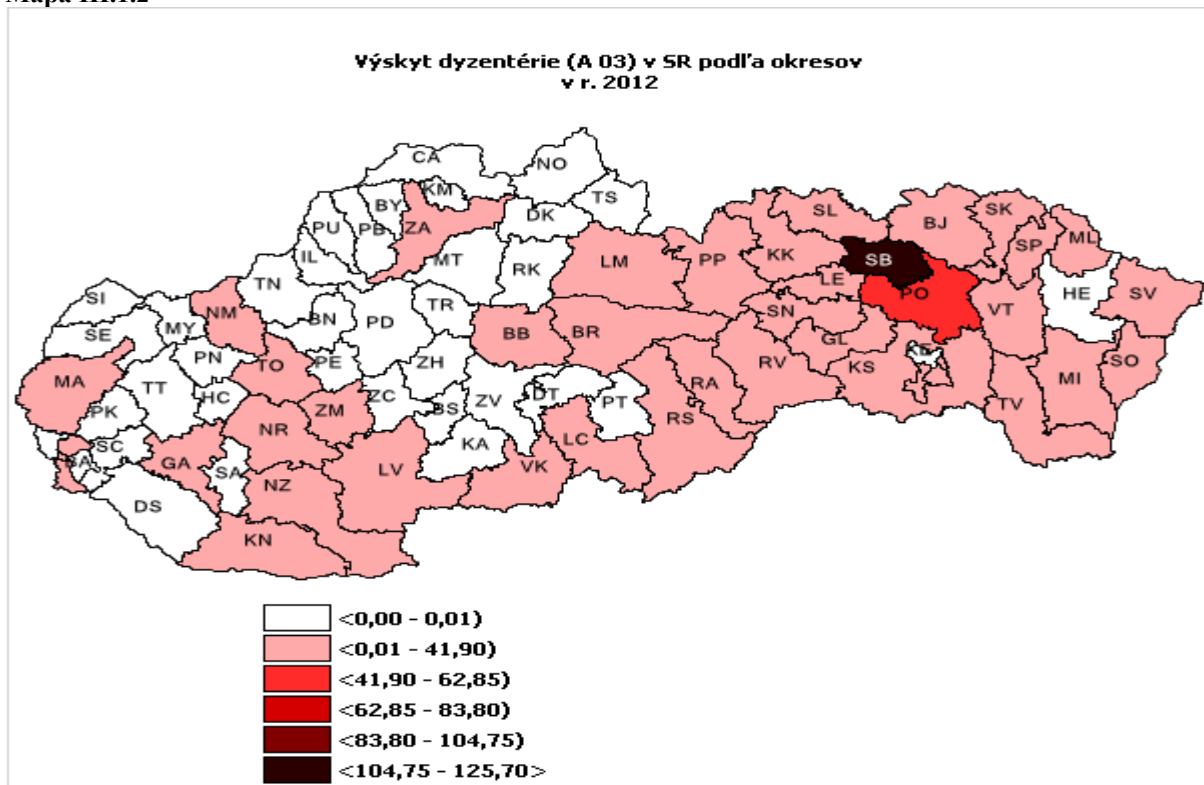 Mapa III.1.2
Výskyt dyzentérie (A 03) v SR podľa okresov
v r. 2012
CA
NO
KM
TS
BY
DK
PU
PB
ZA
SL
BJ
SK
SP
ML
IL
MT
RK
LM
PP
KK
SB
LE
PO
HE
SV
TN
SI
NM
BN
PD
TR
BB
BR
SN
GL
VT
SE
MY
PN
PE
ZH
RV
KS
KE
SO
MA
TT
TO
HC
ZM
ZC
BS
ZV
DT
PT
RA
MI
PK
NR
KA
LC
RS
TV
BA
SC
GA
SA
NZ
LV
VK
DS
KN
<0,00 - 0,01)
<0,01 - 41,90)
<41,90 - 62,85)
<62,85 - 83,80)
<83,80 - 104,75)
<104,75 - 125,70>